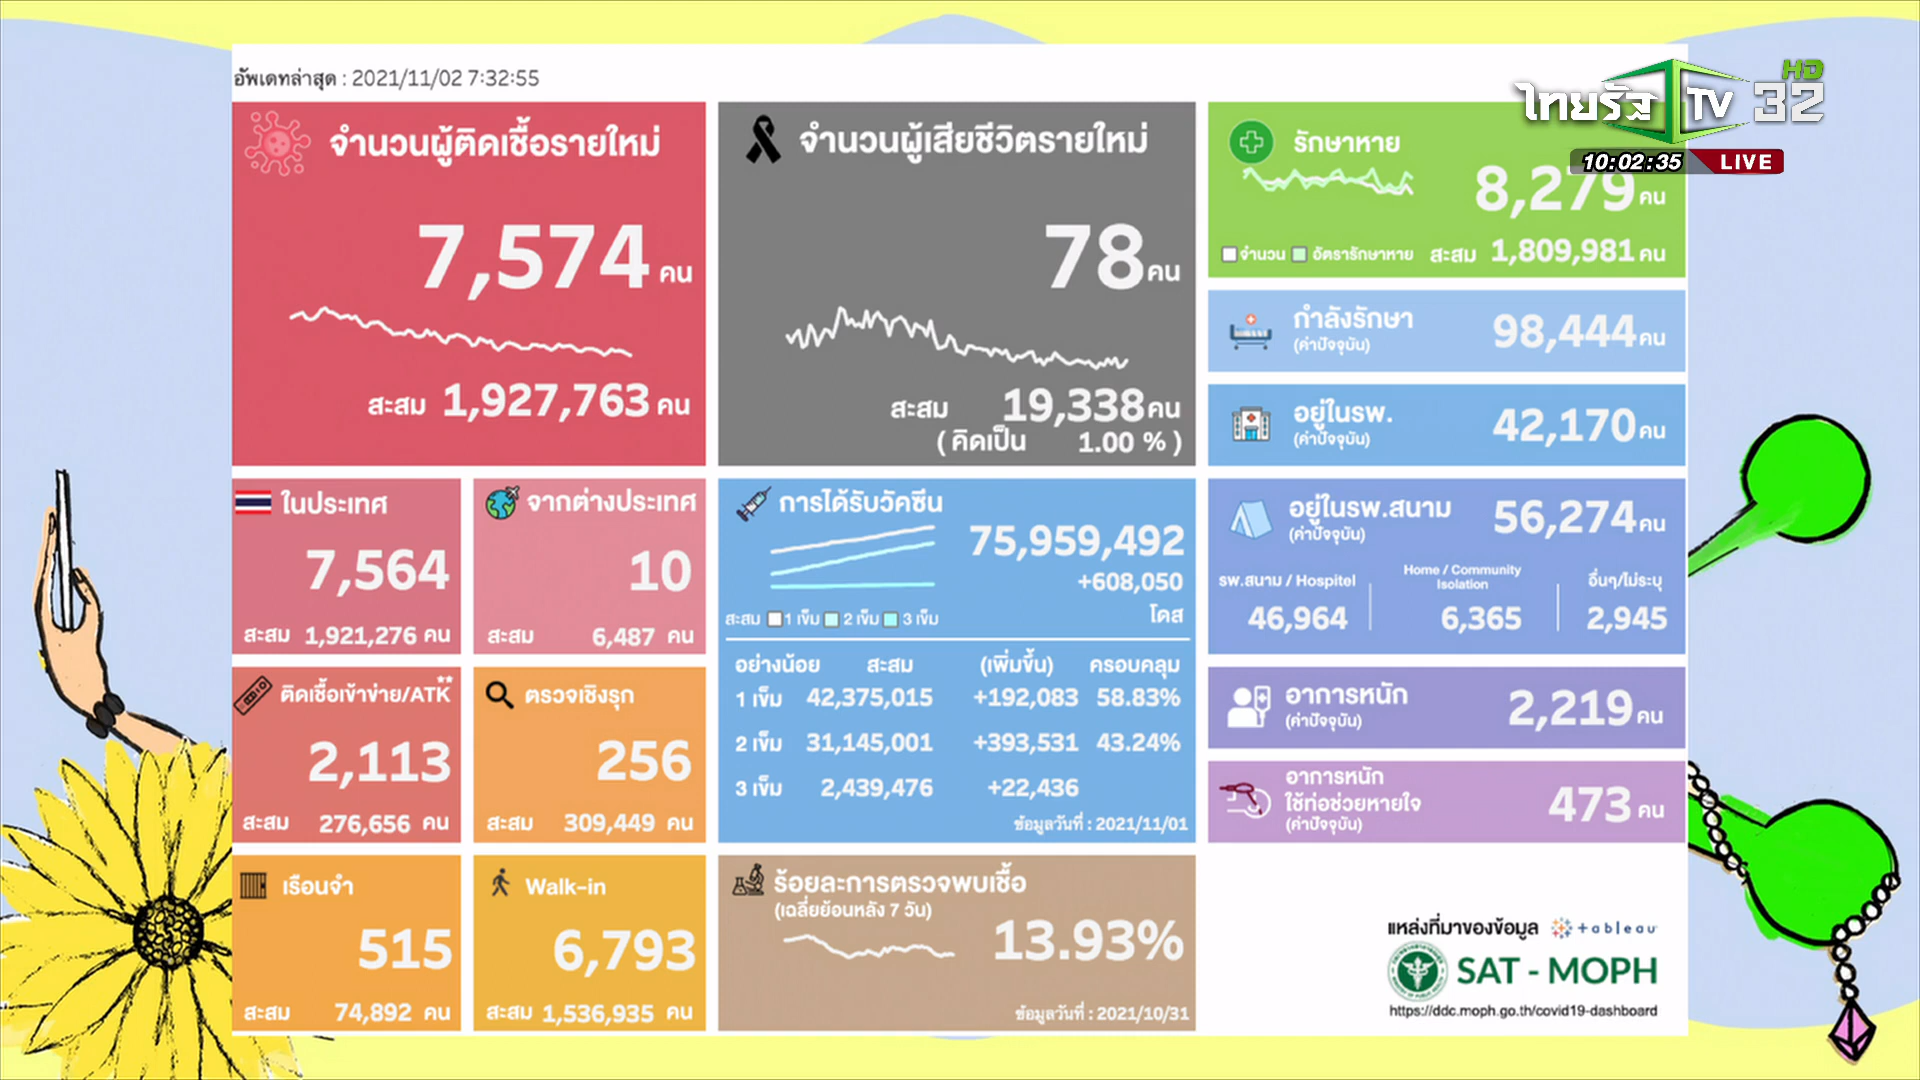 อัพเดทล่าสุด : 2021/11/02 7:32:55
ไทยรัฐ TV HD 32
10:02:35 LIVE
จำนวนผู้ติดเชื้อรายใหม่
7,574 คน
สะสม 1,927,763 คน
จำนวนผู้เสียชีวิตรายใหม่
78 คน
สะสม 19,338 คน
( คิดเป็น 1.00 % )
รักษาหาย
8,279 คน
จำนวน อัตรารักษาหาย สะสม 1,809,981 คน
กำลังรักษา
(ค่าปัจจุบัน)
98,444 คน
อยู่ในรพ.
(ค่าปัจจุบัน)
42,170 คน
ในประเทศ
7,564
สะสม 1,921,276 คน
จากต่างประเทศ
10
สะสม 6,487 คน
การได้รับวัคซีน
75,959,492
+608,050
โดส
สะสม 1 เข็ม 2 เข็ม 3 เข็ม
อย่างน้อย สะสม (เพิ่มขึ้น) ครอบคลุม
1 เข็ม 42,375,015 +192,083 58.83%
2 เข็ม 31,145,001 +393,531 43.24%
3 เข็ม 2,439,476 +22,436
ข้อมูลวันที่ : 2021/11/01
อยู่ในรพ.สนาม
(ค่าปัจจุบัน)
56,274 คน
รพ.สนาม / Hospitel
46,964
Home / Community
Isolation
6,365
อื่นๆ/ไม่ระบุ
2,945
ติดเชื้อเข้าข่าย/ATK**
2,113
สะสม 276,656 คน
ตรวจเชิงรุก
256
สะสม 309,449 คน
อาการหนัก
(ค่าปัจจุบัน)
2,219 คน
อาการหนัก
ใช้ท่อช่วยหายใจ
(ค่าปัจจุบัน)
473 คน
เรือนจำ
515
สะสม 74,892 คน
Walk-in
6,793
สะสม 1,536,935 คน
ร้อยละการตรวจพบเชื้อ
(เฉลี่ยย้อนหลัง 7 วัน)
13.93%
ข้อมูลวันที่ : 2021/10/31
แหล่งที่มาของข้อมูล +ableau
SAT - MOPH
https://ddc.moph.go.th/covid19-dashboard